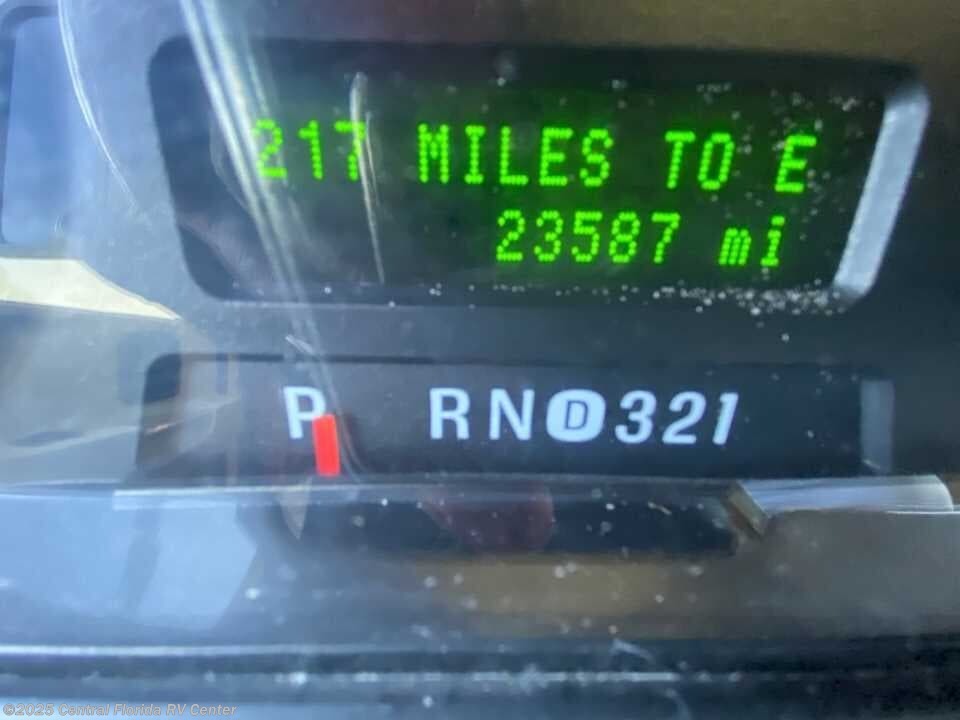 217 MILES TO E
23587 mi
P RND321
©2025 Central Florida RV Center